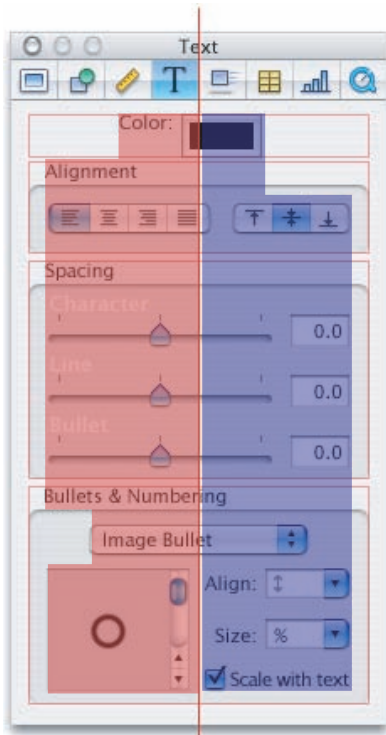 Text
T
Color:
Alignment
Spacing
Character
0.0
Line
0.0
Bullet
0.0
Bullets & Numbering
Image Bullet
Align:
Size: %
Scale with text